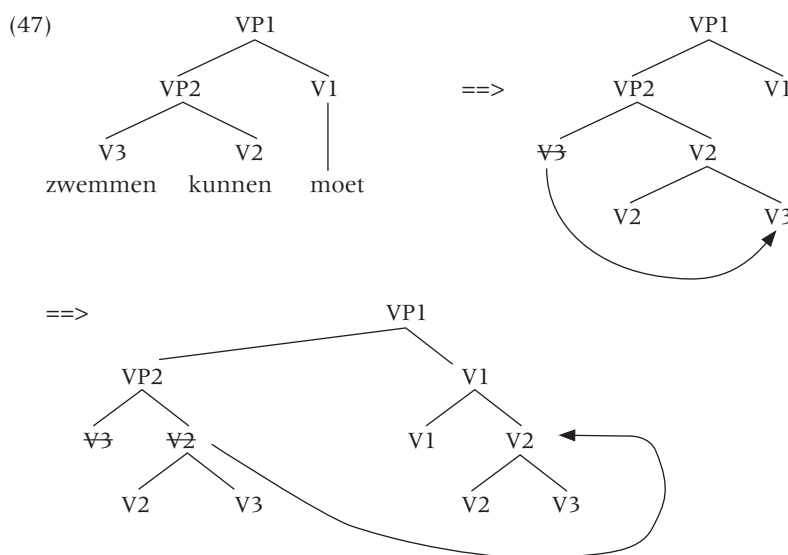 (47) VP1 VP1
VP2 V1 ==> VP2 V1
V3 V2 V3 V2
zwemmen kunnen moet V2 V3
==> VP1
VP2 V1
V3 V2 V1 V2
V2 V3 V2 V3